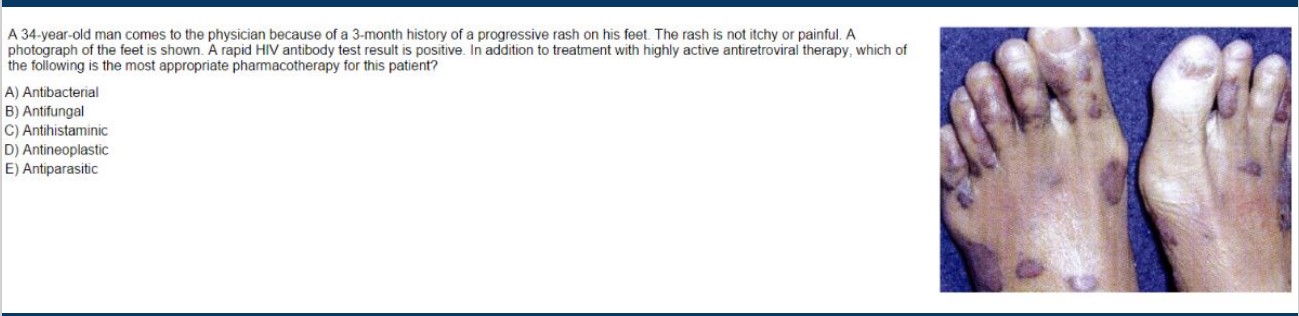 A 34-year-old man comes to the physician because of a 3-month history of a progressive rash on his feet. The rash is not itchy or painful. A
photograph of the feet is shown. A rapid HIV antibody test result is positive. In addition to treatment with highly active antiretroviral therapy, which of
the following is the most appropriate pharmacotherapy for this patient?
A) Antibacterial
B) Antifungal
C) Antihistaminic
D) Antineoplastic
E) Antiparasitic